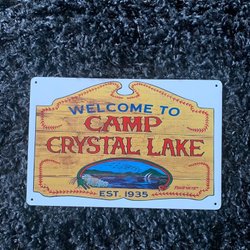 WELCOME TO
CAMP
CRYSTAL LAKE
EST. 1935